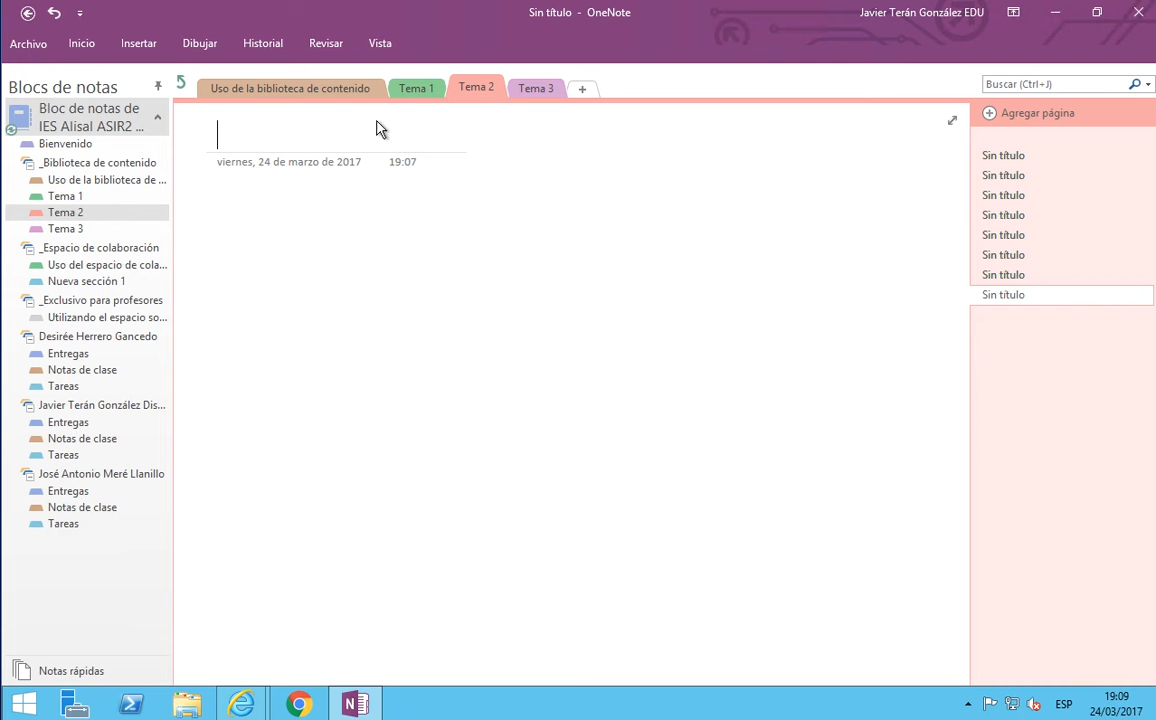 Sin título - OneNote
Javier Terán González EDU
Archivo
Inicio
Insertar
Dibujar
Historial
Revisar
Vista
Blocs de notas
Uso de la biblioteca de contenido
Tema 1
Tema 2
Tema 3
Buscar (Ctrl+J)
Bloc de notas de
IES Alisal ASIR2 ...
Bienvenido
_Biblioteca de contenido
Uso de la biblioteca de ...
Tema 1
Tema 2
Tema 3
_Espacio de colaboración
Uso del espacio de cola...
Nueva sección 1
_Exclusivo para profesores
Utilizando el espacio so...
Desirée Herrero Gancedo
Entregas
Notas de clase
Tareas
Javier Terán González Dis...
Entregas
Notas de clase
Tareas
José Antonio Meré Llanillo
Entregas
Notas de clase
Tareas
Notas rápidas
viernes, 24 de marzo de 2017 19:07
Agregar página
Sin título
Sin título
Sin título
Sin título
Sin título
Sin título
Sin título
Sin título
ESP
19:09
24/03/2017